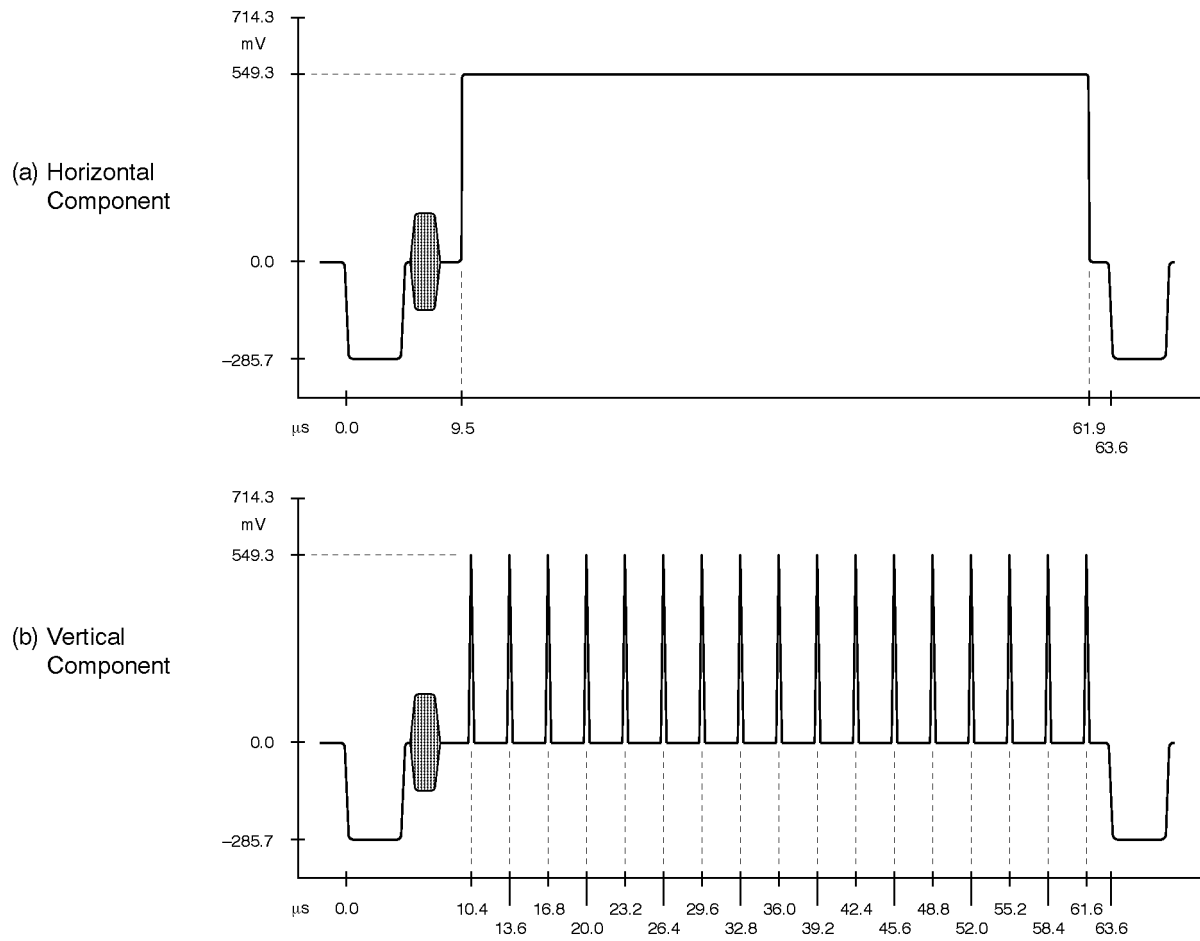 714.3
mV
549.3
(a) Horizontal
Component
0.0
–285.7
μs 0.0 9.5 61.9
63.6
714.3
mV
549.3
(b) Vertical
Component
0.0
–285.7
μs 0.0 10.4 16.8 23.2 29.6 36.0 42.4 48.8 55.2 61.6
13.6 20.0 26.4 32.8 39.2 45.6 52.0 58.4 63.6